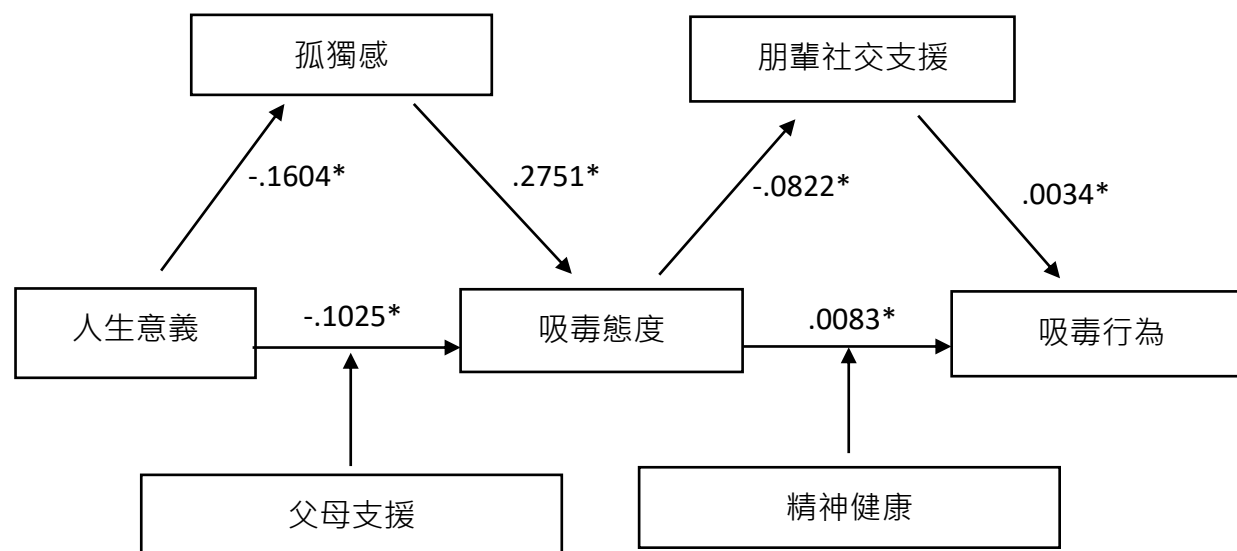 孤獨感
朋輩社交支援
-.1604*
.2751*
-.0822*
.0034*
人生意義
-.1025*
吸毒態度
.0083*
吸毒行為
父母支援
精神健康